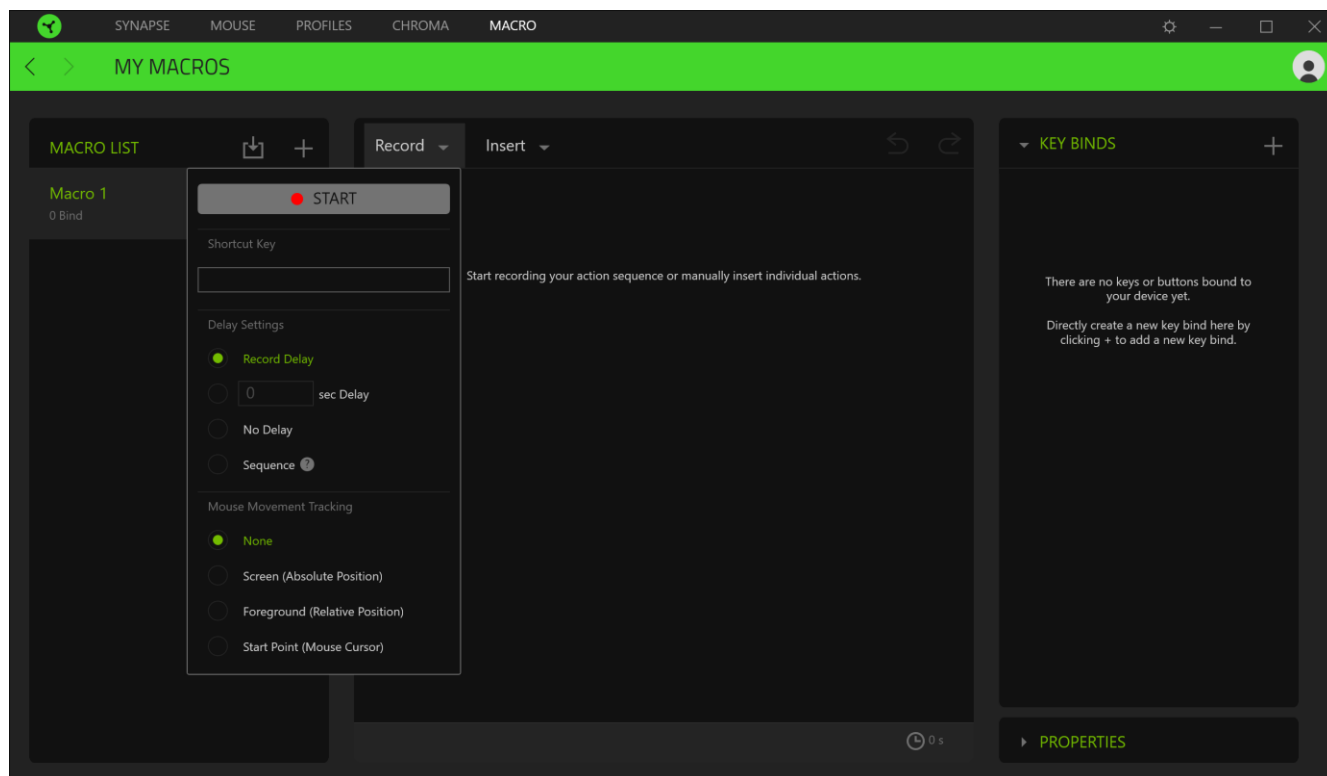 SYNAPSE MOUSE PROFILES CHROMA MACRO
MY MACROS
MACRO LIST
Macro 1
0 Bind
Record Insert
START
Shortcut Key
Delay Settings
Record Delay
0 sec Delay
No Delay
Sequence ?
Mouse Movement Tracking
None
Screen (Absolute Position)
Foreground (Relative Position)
Start Point (Mouse Cursor)
Start recording your action sequence or manually insert individual actions.
0 s
KEY BINDS
There are no keys or buttons bound to
your device yet.
Directly create a new key bind here by
clicking + to add a new key bind.
PROPERTIES